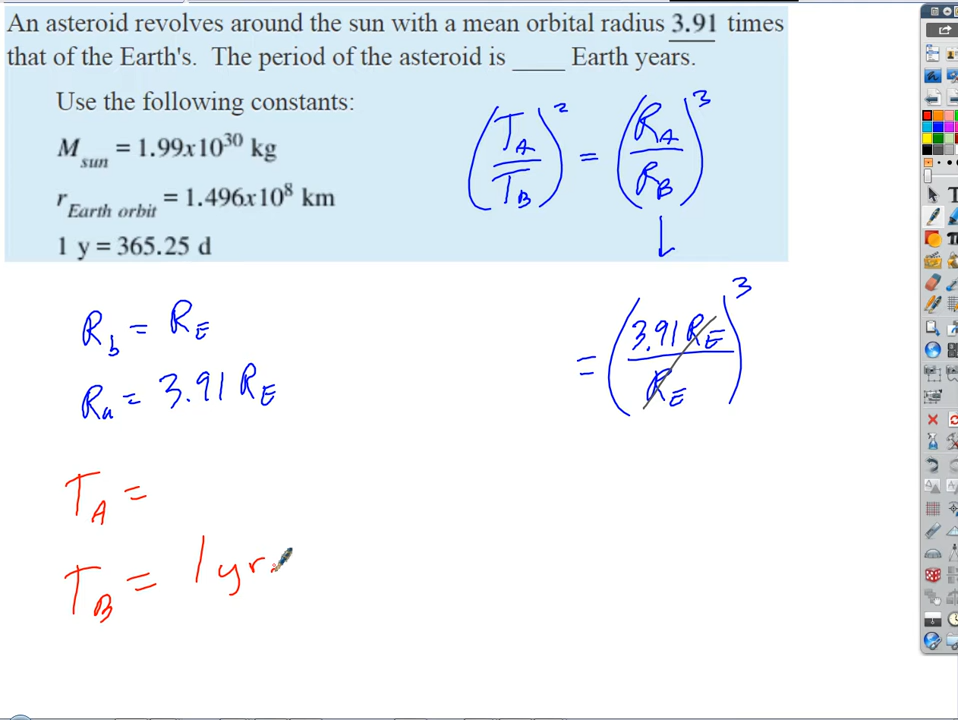 An asteroid revolves around the sun with a mean orbital radius 3.91 times
that of the Earth's. The period of the asteroid is ____ Earth years.
Use the following constants:
M sun = 1.99x10^30 kg
r Earth orbit = 1.496x10^8 km
1 y = 365.25 d
(T_A / T_B)^2 = (R_A / R_B)^3
R_b = R_E
R_a = 3.91 R_E
= (3.91 R_E / R_E)^3
T_A =
T_B = 1 yr.